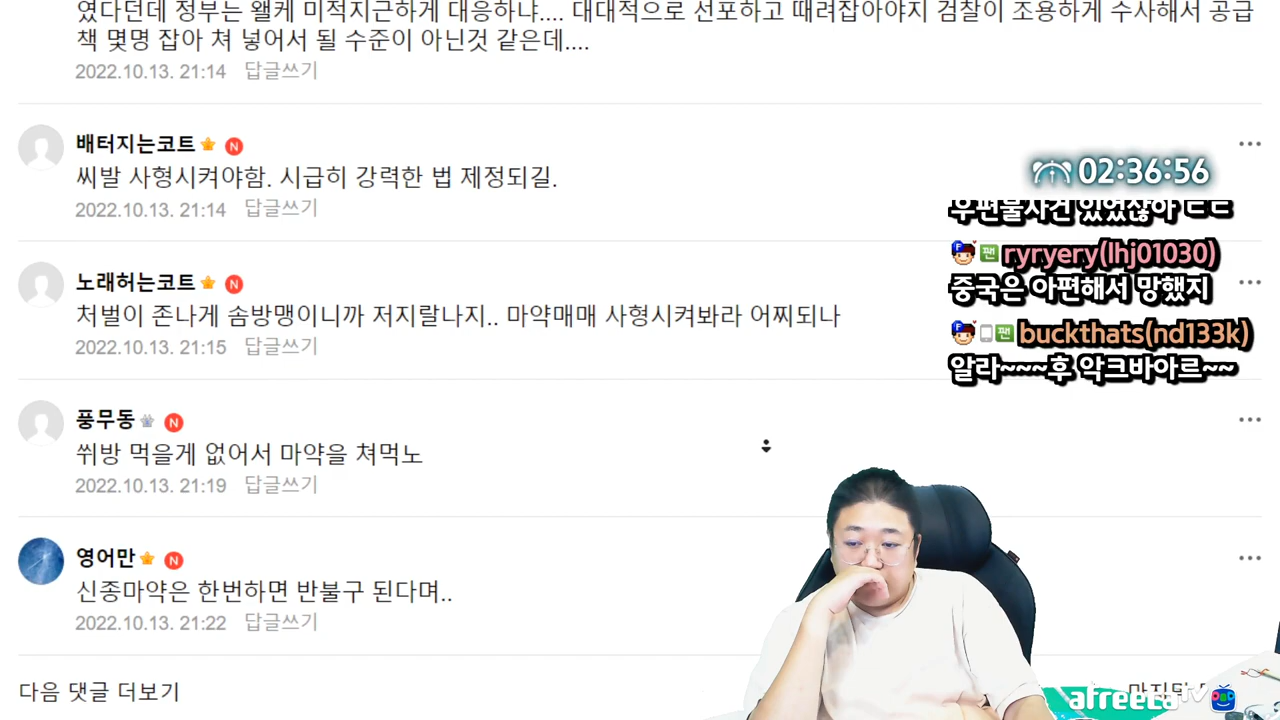 였다던데 정부는 왤케 미적지근하게 대응하냐.... 대대적으로 선포하고 때려잡아야지 검찰이 조용하게 수사해서 공급
책 몇명 잡아 쳐 넣어서 될 수준이 아닌것 같은데....
2022.10.13. 21:14 답글쓰기
배터지는코트 N
씨발 사형시켜야함. 시급히 강력한 법 제정되길.
2022.10.13. 21:14 답글쓰기
노래허는코트 N
처벌이 존나게 솜방맹이니까 저지랄나지.. 마약매매 사형시켜봐라 어찌되나
2022.10.13. 21:15 답글쓰기
풍무동 N
쒸방 먹을게 없어서 마약을 쳐먹노
2022.10.13. 21:19 답글쓰기
영어만 N
신종마약은 한번하면 반불구 된다며..
2022.10.13. 21:22 답글쓰기
다음 댓글 더보기
02:36:56
우편물사건 있었잖아 ㄷㄷ
F 팬 ryryery(lhj01030)
중국은 아편해서 망했지
F 팬 buckthats(nd133k)
알라~~~후 악크바아르~~
afreecaTV